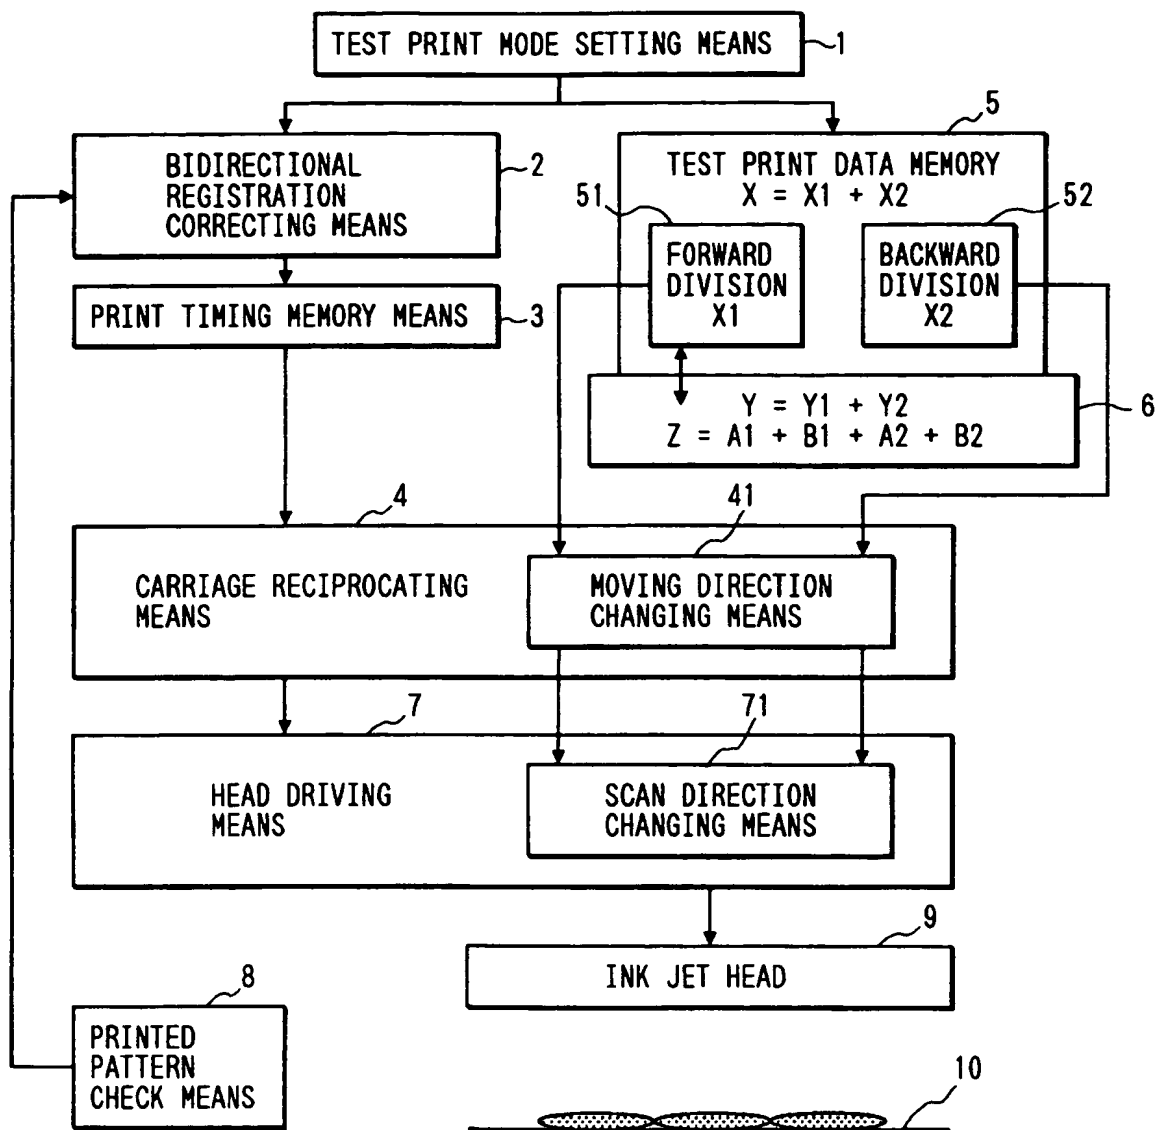 TEST PRINT MODE SETTING MEANS
1
BIDIRECTIONAL
REGISTRATION
CORRECTING MEANS
2
5
TEST PRINT DATA MEMORY
X = X1 + X2
51
52
FORWARD
DIVISION
X1
BACKWARD
DIVISION
X2
PRINT TIMING MEMORY MEANS
3
Y = Y1 + Y2
Z = A1 + B1 + A2 + B2
6
4
41
CARRIAGE RECIPROCATING
MEANS
MOVING DIRECTION
CHANGING MEANS
7
71
HEAD DRIVING
MEANS
SCAN DIRECTION
CHANGING MEANS
9
INK JET HEAD
8
PRINTED
PATTERN
CHECK MEANS
10